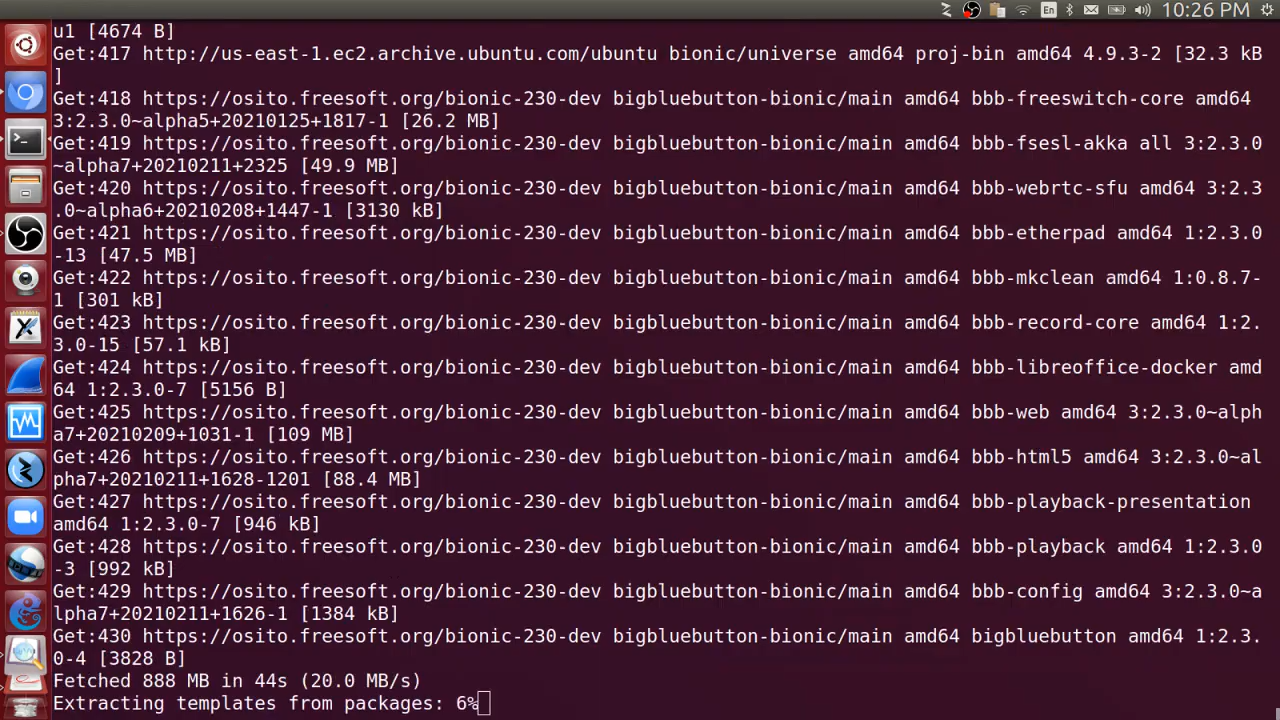 En 10:26 PM
u1 [4674 B]
Get:417 http://us-east-1.ec2.archive.ubuntu.com/ubuntu bionic/universe amd64 proj-bin amd64 4.9.3-2 [32.3 kB
]
Get:418 https://osito.freesoft.org/bionic-230-dev bigbluebutton-bionic/main amd64 bbb-freeswitch-core amd64
3:2.3.0~alpha5+20210125+1817-1 [26.2 MB]
Get:419 https://osito.freesoft.org/bionic-230-dev bigbluebutton-bionic/main amd64 bbb-fsesl-akka all 3:2.3.0
~alpha7+20210211+2325 [49.9 MB]
Get:420 https://osito.freesoft.org/bionic-230-dev bigbluebutton-bionic/main amd64 bbb-webrtc-sfu amd64 3:2.3
.0~alpha6+20210208+1447-1 [3130 kB]
Get:421 https://osito.freesoft.org/bionic-230-dev bigbluebutton-bionic/main amd64 bbb-etherpad amd64 1:2.3.0
-13 [47.5 MB]
Get:422 https://osito.freesoft.org/bionic-230-dev bigbluebutton-bionic/main amd64 bbb-mkclean amd64 1:0.8.7-
1 [301 kB]
Get:423 https://osito.freesoft.org/bionic-230-dev bigbluebutton-bionic/main amd64 bbb-record-core amd64 1:2.
3.0-15 [57.1 kB]
Get:424 https://osito.freesoft.org/bionic-230-dev bigbluebutton-bionic/main amd64 bbb-libreoffice-docker amd
64 1:2.3.0-7 [5156 B]
Get:425 https://osito.freesoft.org/bionic-230-dev bigbluebutton-bionic/main amd64 bbb-web amd64 3:2.3.0~alph
a7+20210209+1031-1 [109 MB]
Get:426 https://osito.freesoft.org/bionic-230-dev bigbluebutton-bionic/main amd64 bbb-html5 amd64 3:2.3.0~al
pha7+20210211+1628-1201 [88.4 MB]
Get:427 https://osito.freesoft.org/bionic-230-dev bigbluebutton-bionic/main amd64 bbb-playback-presentation
amd64 1:2.3.0-7 [946 kB]
Get:428 https://osito.freesoft.org/bionic-230-dev bigbluebutton-bionic/main amd64 bbb-playback amd64 1:2.3.0
-3 [992 kB]
Get:429 https://osito.freesoft.org/bionic-230-dev bigbluebutton-bionic/main amd64 bbb-config amd64 3:2.3.0~a
lpha7+20210211+1626-1 [1384 kB]
Get:430 https://osito.freesoft.org/bionic-230-dev bigbluebutton-bionic/main amd64 bigbluebutton amd64 1:2.3.
0-4 [3828 B]
Fetched 888 MB in 44s (20.0 MB/s)
Extracting templates from packages: 6%